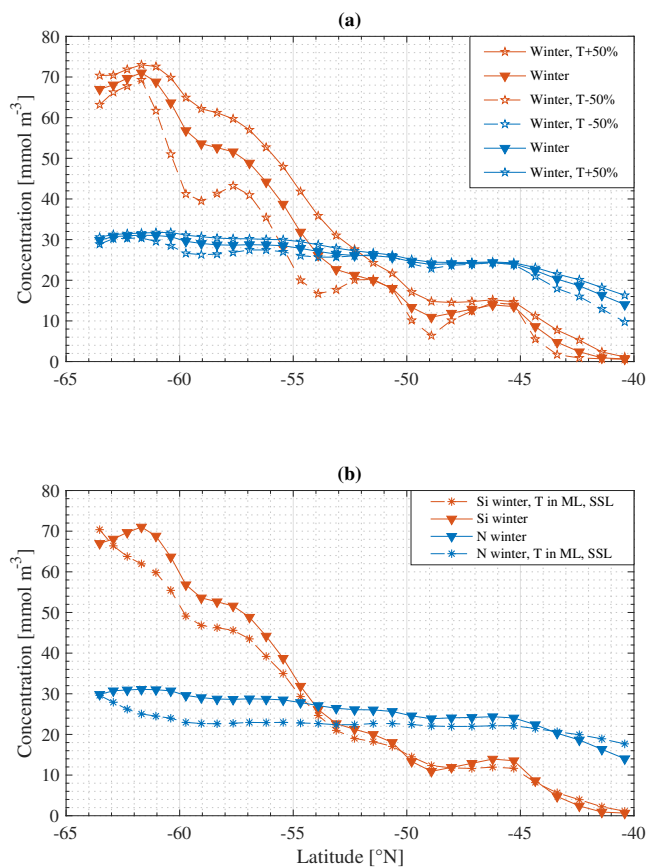 (a)
80
70
60
50
40
30
20
10
0
Concentration [mmol m-3]
Winter, T+50%
Winter
Winter, T-50%
Winter, T -50%
Winter
Winter, T+50%
-65 -60 -55 -50 -45 -40
(b)
80
70
60
50
40
30
20
10
0
Concentration [mmol m-3]
Si winter, T in ML, SSL
Si winter
N winter
N winter, T in ML, SSL
-65 -60 -55 -50 -45 -40
Latitude [°N]